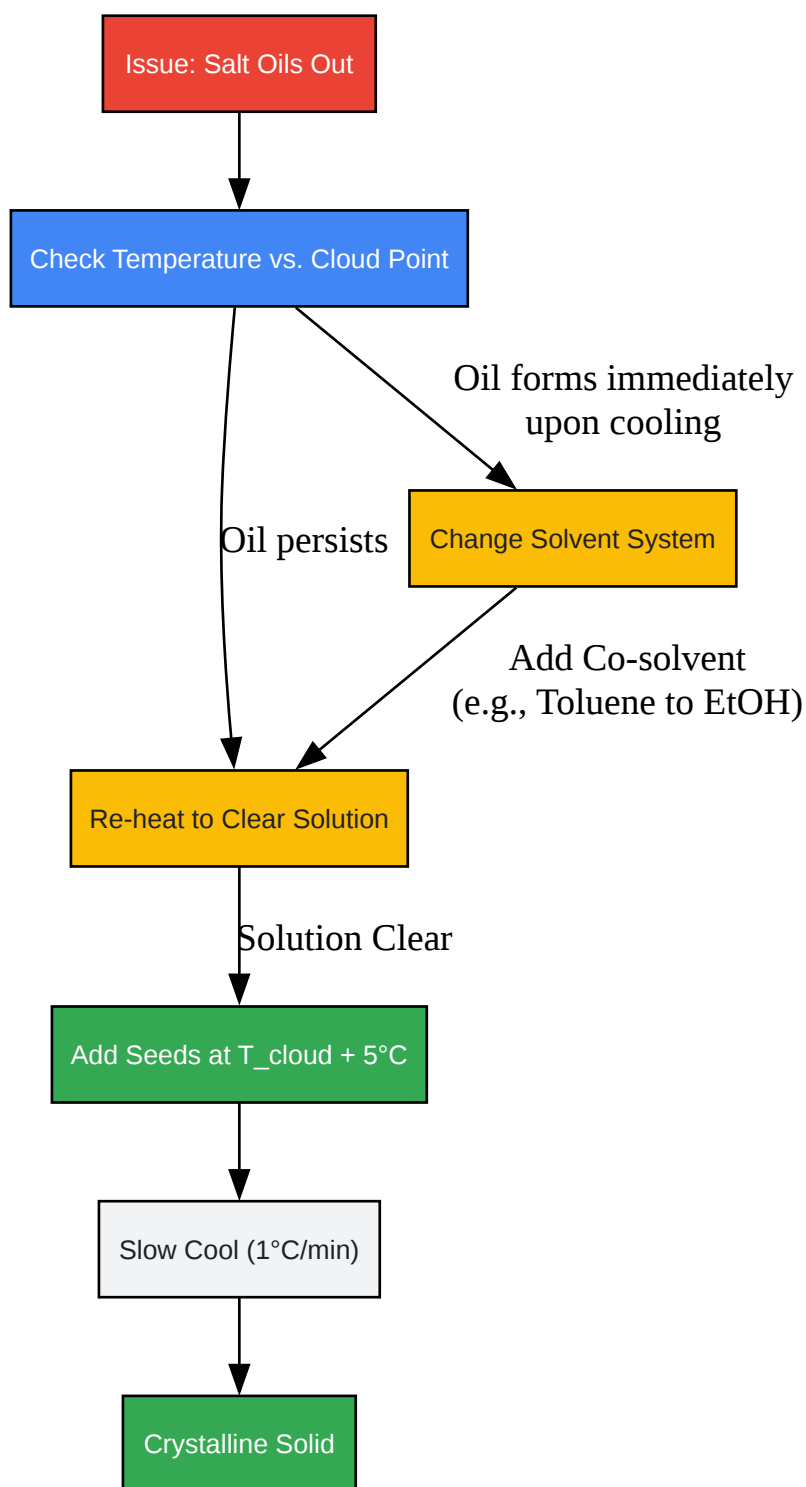 Issue: Salt Oils Out
Check Temperature vs. Cloud Point
Oil forms immediately
upon cooling
Oil persists
Change Solvent System
Add Co-solvent
(e.g., Toluene to EtOH)
Re-heat to Clear Solution
Solution Clear
Add Seeds at T_cloud + 5°C
Slow Cool (1°C/min)
Crystalline Solid